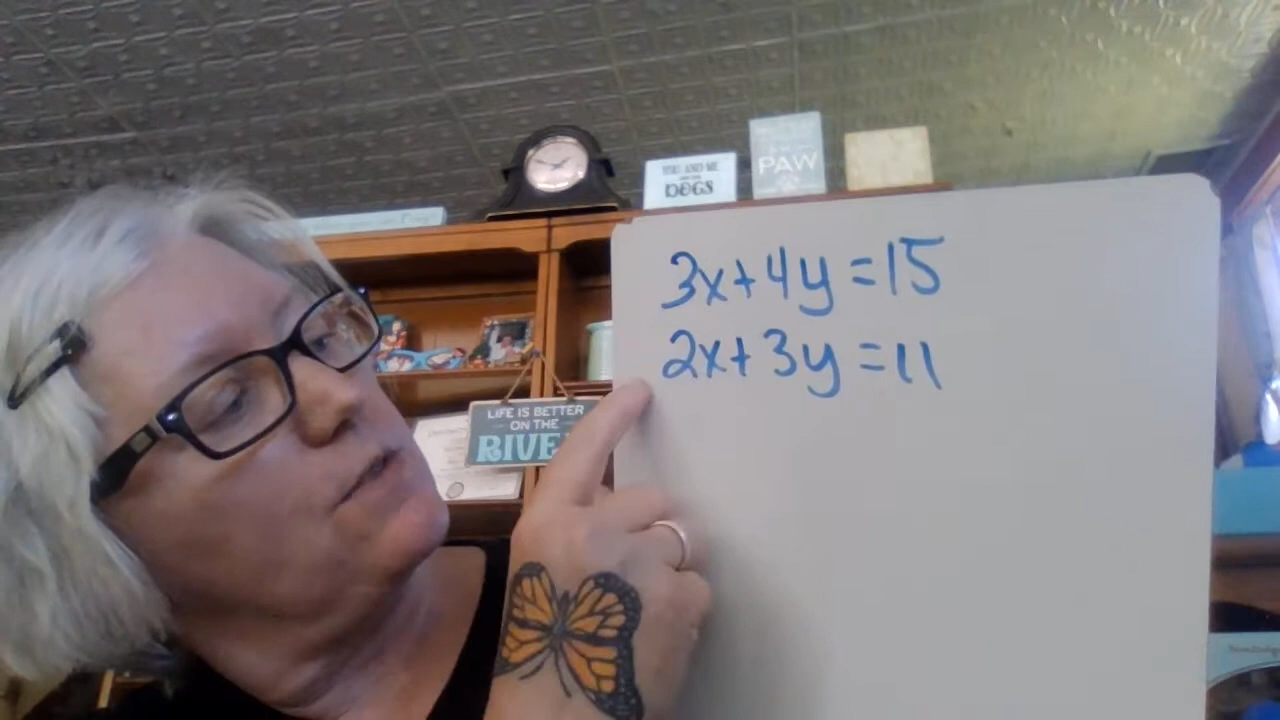 YOU AND ME
DOGS
PAW
3x+4y=15
2x+3y=11
LIFE IS BETTER
ON THE
RIVE